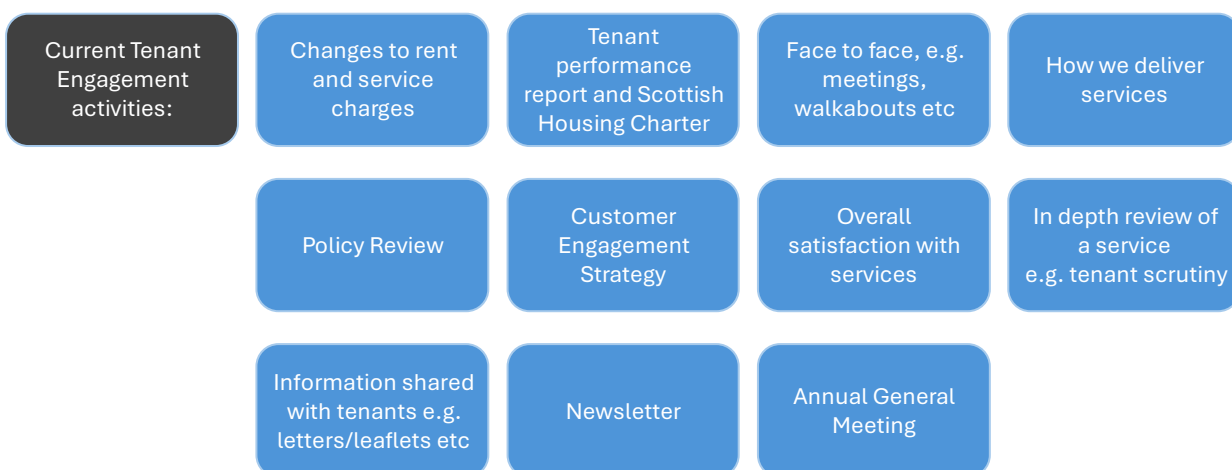 Current Tenant
Engagement
activities:
Changes to rent
and service
charges
Tenant
performance
report and Scottish
Housing Charter
Face to face, e.g.
meetings,
walkabouts etc
How we deliver
services
Policy Review
Customer
Engagement
Strategy
Overall
satisfaction with
services
In depth review of
a service
e.g. tenant scrutiny
Information shared
with tenants e.g.
letters/leaflets etc
Newsletter
Annual General
Meeting